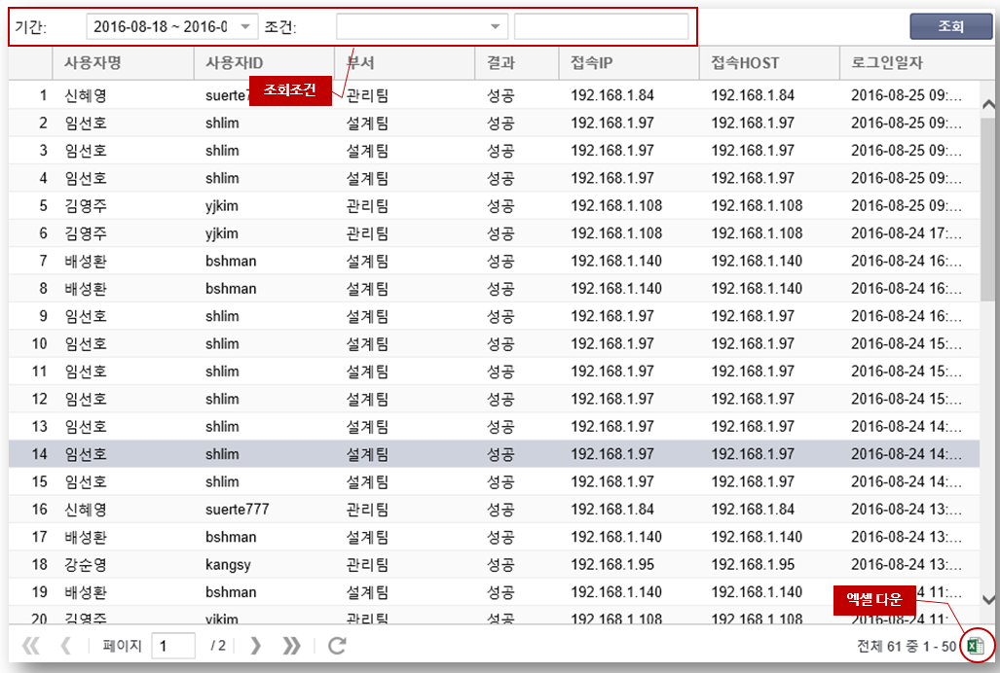 기간: 2016-08-18 ~ 2016-0 조건: 조회
사용자명 사용자ID 부서 결과 접속IP 접속HOST 로그인일자
조회조건
1 신혜영 suerte7 관리팀 성공 192.168.1.84 192.168.1.84 2016-08-25 09:...
2 임선호 shlim 설계팀 성공 192.168.1.97 192.168.1.97 2016-08-25 09:...
3 임선호 shlim 설계팀 성공 192.168.1.97 192.168.1.97 2016-08-25 09:...
4 임선호 shlim 설계팀 성공 192.168.1.97 192.168.1.97 2016-08-25 09:...
5 김영주 yjkim 관리팀 성공 192.168.1.108 192.168.1.108 2016-08-25 09:...
6 김영주 yjkim 관리팀 성공 192.168.1.108 192.168.1.108 2016-08-24 17:...
7 배성환 bshman 설계팀 성공 192.168.1.140 192.168.1.140 2016-08-24 16:...
8 배성환 bshman 설계팀 성공 192.168.1.140 192.168.1.140 2016-08-24 16:...
9 임선호 shlim 설계팀 성공 192.168.1.97 192.168.1.97 2016-08-24 16:...
10 임선호 shlim 설계팀 성공 192.168.1.97 192.168.1.97 2016-08-24 15:...
11 임선호 shlim 설계팀 성공 192.168.1.97 192.168.1.97 2016-08-24 15:...
12 임선호 shlim 설계팀 성공 192.168.1.97 192.168.1.97 2016-08-24 15:...
13 임선호 shlim 설계팀 성공 192.168.1.97 192.168.1.97 2016-08-24 14:...
14 임선호 shlim 설계팀 성공 192.168.1.97 192.168.1.97 2016-08-24 14:...
15 임선호 shlim 설계팀 성공 192.168.1.97 192.168.1.97 2016-08-24 14:...
16 신혜영 suerte777 관리팀 성공 192.168.1.84 192.168.1.84 2016-08-24 13:...
17 배성환 bshman 설계팀 성공 192.168.1.140 192.168.1.140 2016-08-24 13:...
18 강순영 kangsy 관리팀 성공 192.168.1.95 192.168.1.95 2016-08-24 13:...
19 배성환 bshman 설계팀 성공 192.168.1.140 192.168.1.140 4 11:...
엑셀 다운
20 김영주 yjkim 관리팀 성공 192.168.1.108 192.168.1.108 2016-08-24 11:...
페이지 1 / 2 전체 61 중 1 - 50